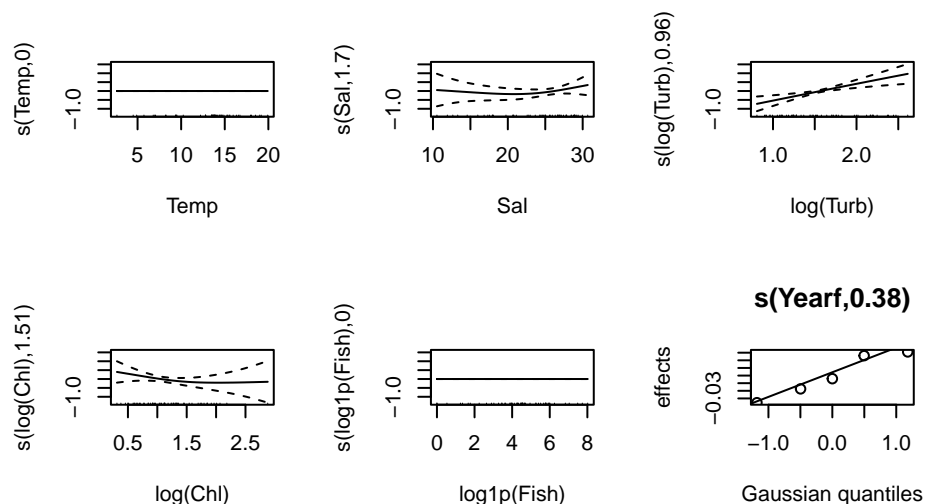 s(Temp,0)
−1.0
5 10 15 20
Temp
s(Sal,1.7)
−1.0
10 20 30
Sal
s(log(Turb),0.96)
−1.0
1.0 2.0
log(Turb)
s(log(Chl),1.51)
−1.0
0.5 1.5 2.5
log(Chl)
s(log1p(Fish),0)
−1.0
0 2 4 6 8
log1p(Fish)
s(Yearf,0.38)
effects
−0.03
−1.0 0.0 1.0
Gaussian quantiles